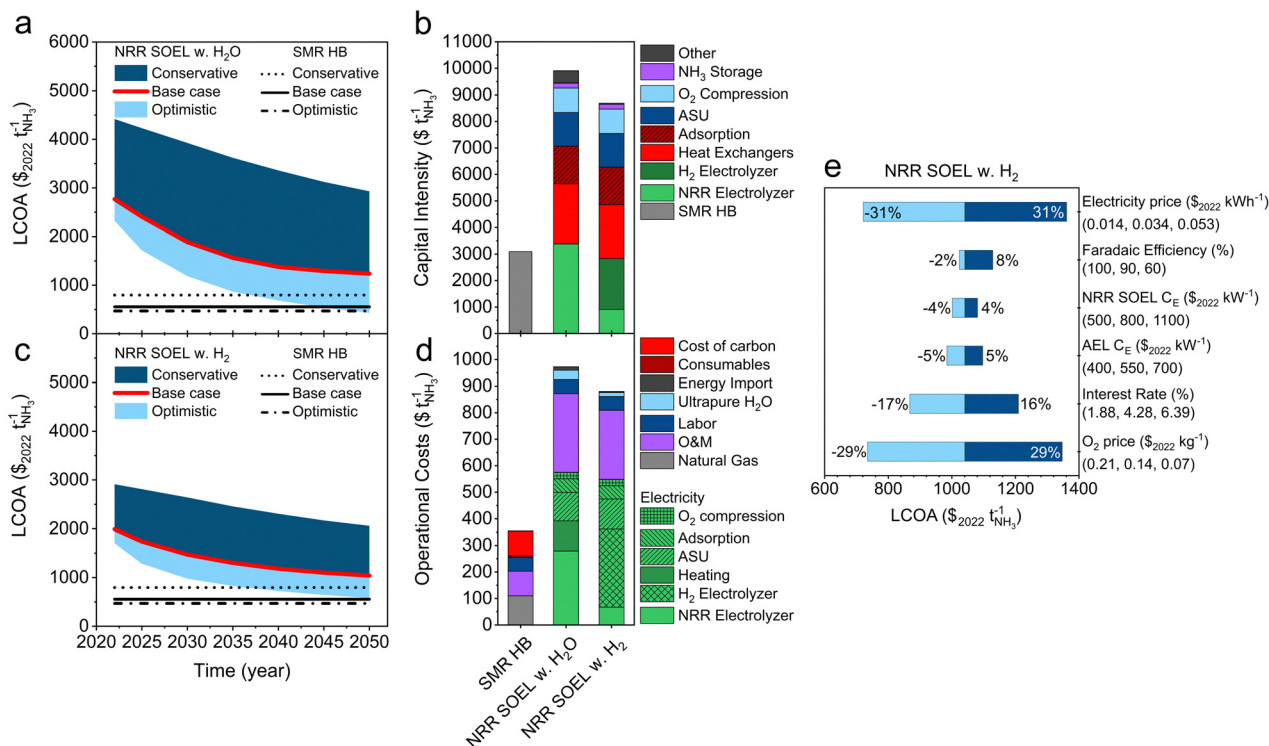 a
6000
5000
4000
3000
2000
1000
0
LCOA ($2022 t-1NH3)
NRR SOEL w. H2O
Conservative
Base case
Optimistic
SMR HB
Conservative
Base case
Optimistic
c
5000
4000
3000
2000
1000
0
LCOA ($2022 t-1NH3)
NRR SOEL w. H2
Conservative
Base case
Optimistic
SMR HB
Conservative
Base case
Optimistic
2020 2025 2030 2035 2040 2045 2050
Time (year)
b
11000
10000
9000
8000
7000
6000
5000
4000
3000
2000
1000
0
Capital Intensity ($ t-1NH3)
Other
NH3 Storage
O2 Compression
ASU
Adsorption
Heat Exchangers
H2 Electrolyzer
NRR Electrolyzer
SMR HB
d
1000
900
800
700
600
500
400
300
200
100
0
Operational Costs ($ t-1NH3)
Cost of carbon
Consumables
Energy Import
Ultrapure H2O
Labor
O&M
Natural Gas
Electricity
O2 compression
Adsorption
ASU
Heating
H2 Electrolyzer
NRR Electrolyzer
SMR HB
NRR SOEL w. H2O
NRR SOEL w. H2
e
NRR SOEL w. H2
-31% 31%
Electricity price ($2022 kWh-1)
(0.014, 0.034, 0.053)
-2% 8%
Faradaic Efficiency (%)
(100, 90, 60)
-4% 4%
NRR SOEL CE ($2022 kW-1)
(500, 800, 1100)
-5% 5%
AEL CE ($2022 kW-1)
(400, 550, 700)
-17% 16%
Interest Rate (%)
(1.88, 4.28, 6.39)
-29% 29%
O2 price ($2022 kg-1)
(0.21, 0.14, 0.07)
600 800 1000 1200 1400
LCOA ($2022 t-1NH3)